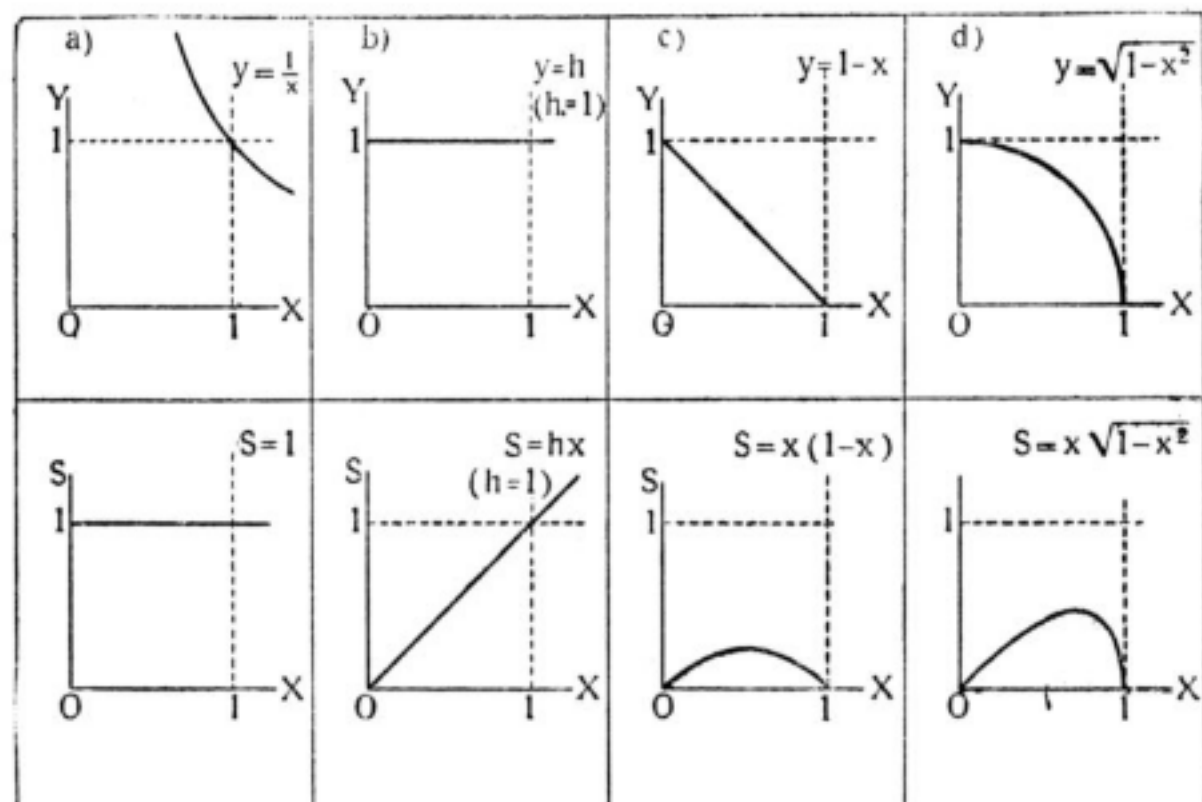 a)
y = 1/x
Y
1
O
1
X
b)
y = h
(h = 1)
Y
1
O
1
X
c)
y = 1 - x
Y
1
O
1
X
d)
y = √1-x²
Y
1
O
1
X
S = 1
S
1
O
1
X
S = hx
(h = 1)
S
1
O
1
X
S = x (1 - x)
S
1
O
1
X
S = x √1-x²
1
O
1
X